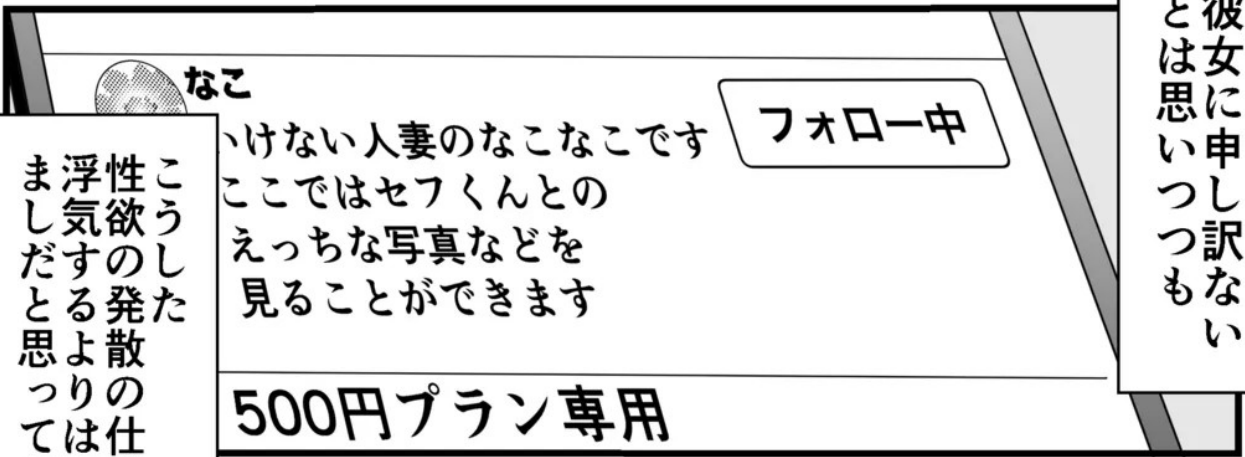 彼女に申し訳ない
とは思いつつも
なこ
フォロー中
いけない人妻のなこなこです
ここではセフくんとの
えっちな写真などを
見ることができます
500円プラン専用
こうした
性欲の発散の仕
浮気するよりは
ましだと思って